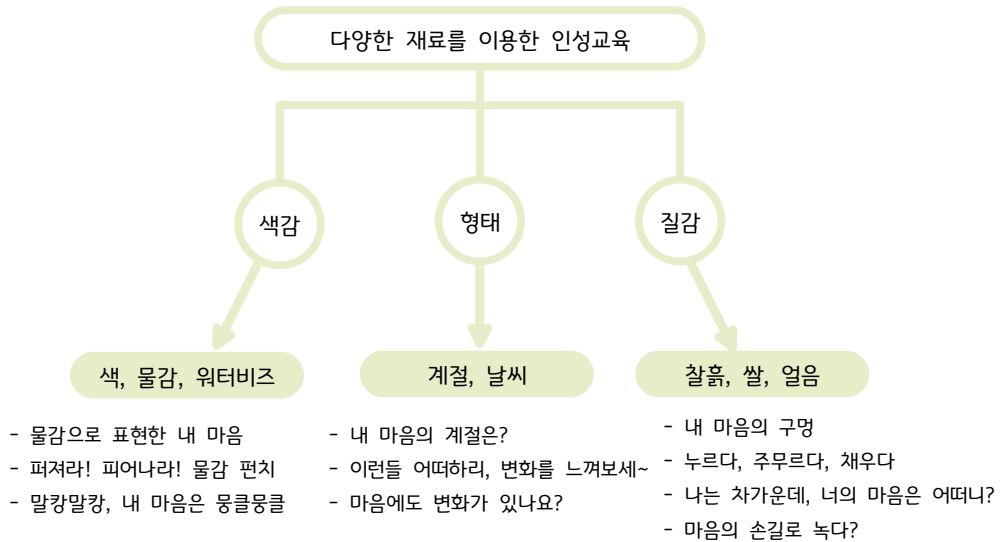 다양한 재료를 이용한 인성교육
색감
형태
질감
색, 물감, 워터비즈
계절, 날씨
찰흙, 쌀, 얼음
- 물감으로 표현한 내 마음
- 퍼져라! 피어나라! 물감 펀치
- 말캉말캉, 내 마음은 뭉클뭉클
- 내 마음의 계절은?
- 이런들 어떠하리, 변화를 느껴보세~
- 마음에도 변화가 있나요?
- 내 마음의 구멍
- 누르다, 주무르다, 채우다
- 나는 차가운데, 너의 마음은 어떠니?
- 마음의 손길로 녹다?